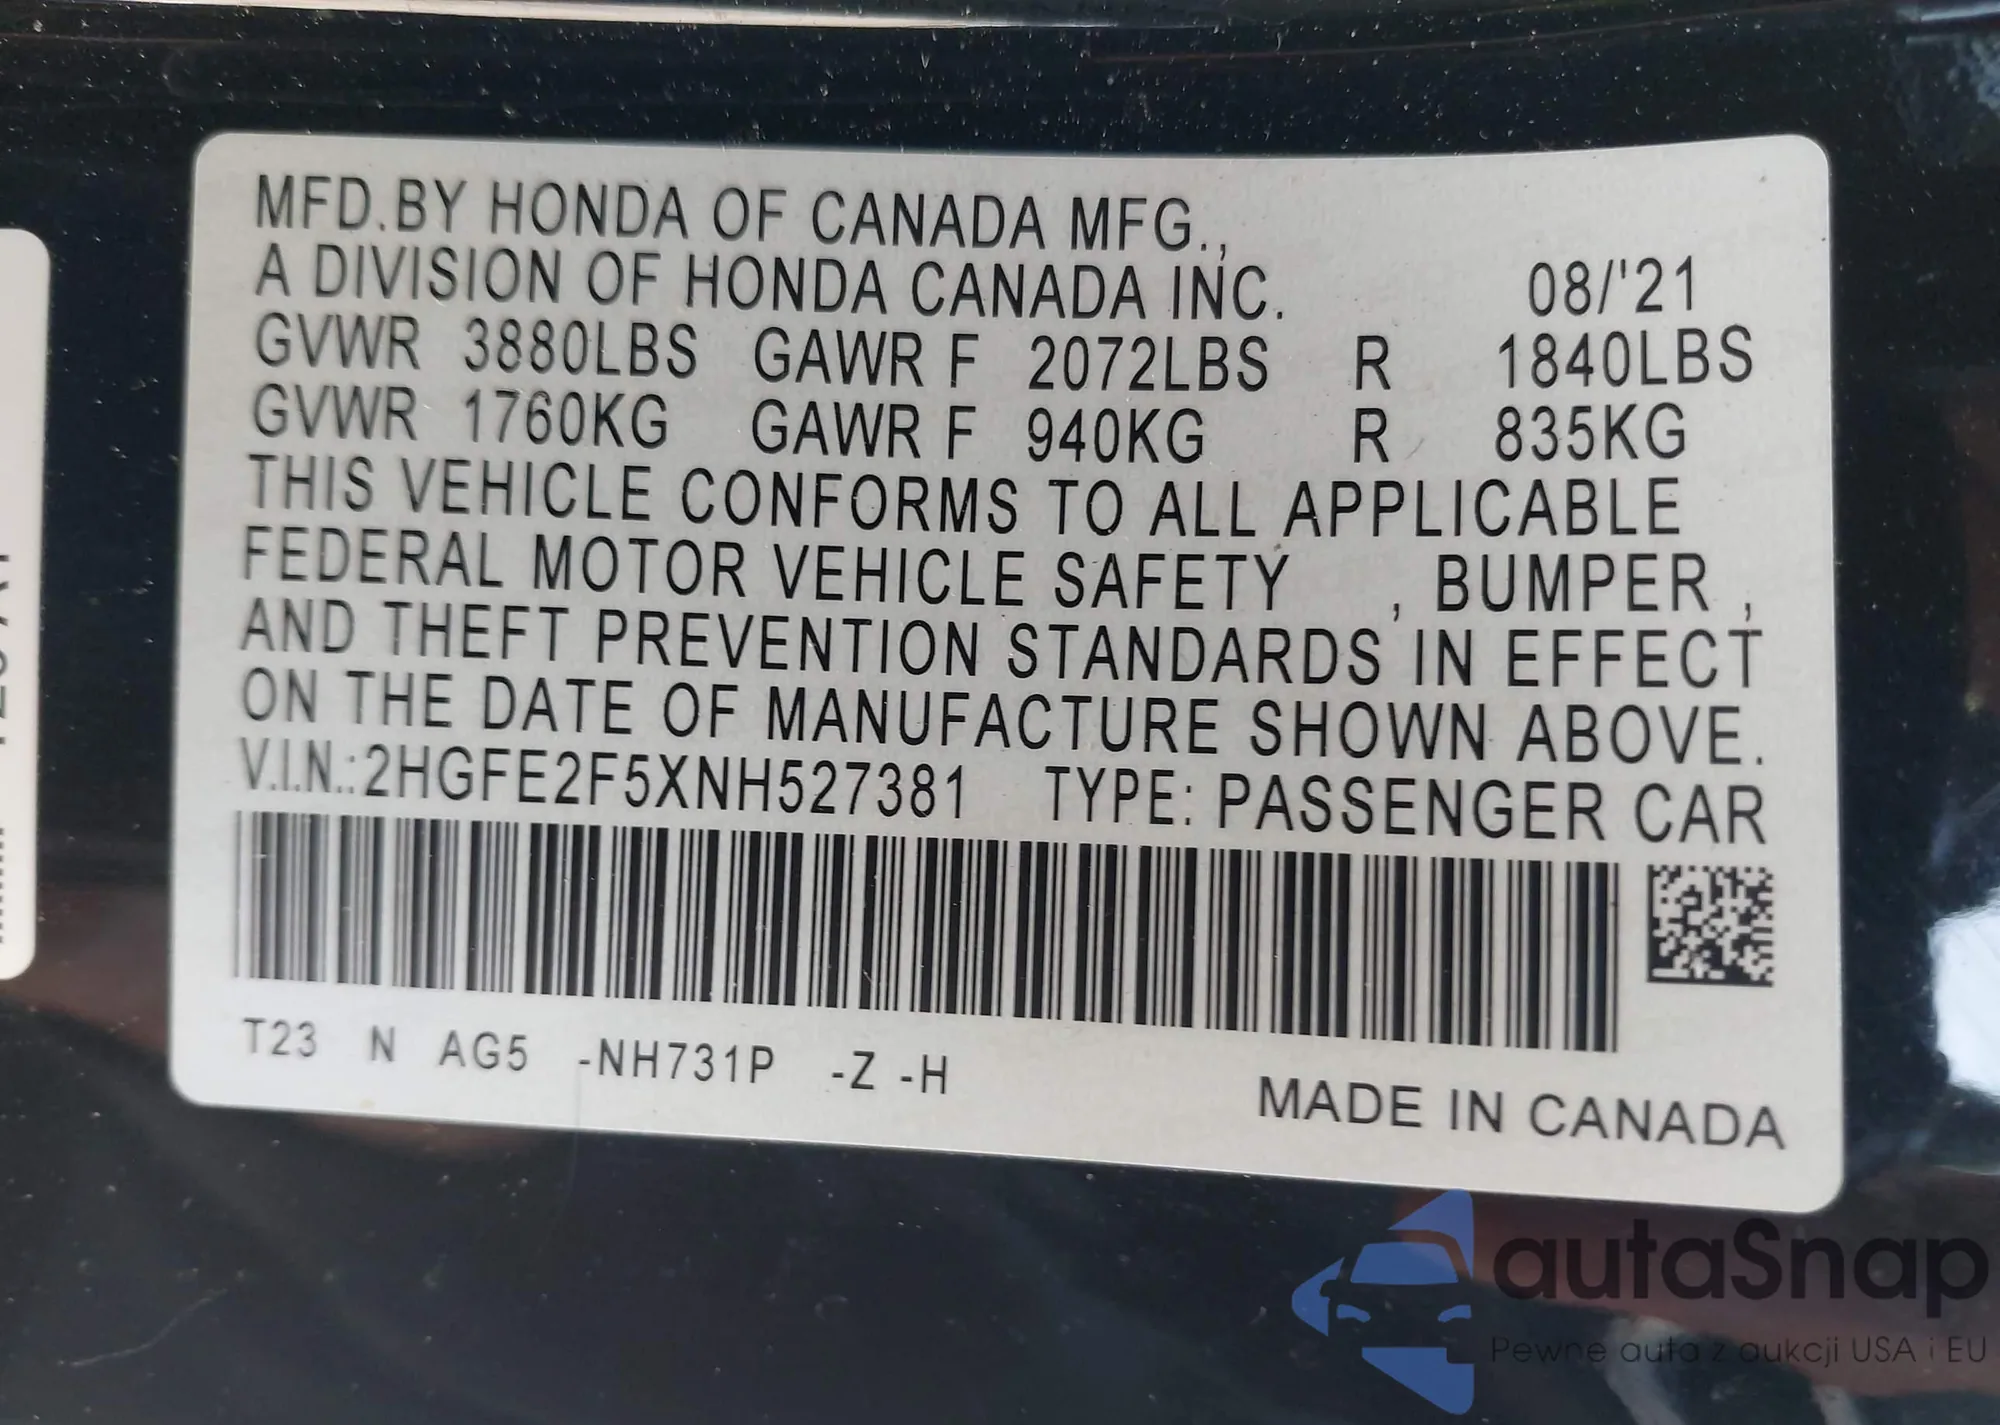 MFD.BY HONDA OF CANADA MFG.,
A DIVISION OF HONDA CANADA INC. 08/'21
GVWR 3880LBS GAWR F 2072LBS R 1840LBS
GVWR 1760KG GAWR F 940KG R 835KG
THIS VEHICLE CONFORMS TO ALL APPLICABLE
FEDERAL MOTOR VEHICLE SAFETY , BUMPER ,
AND THEFT PREVENTION STANDARDS IN EFFECT
ON THE DATE OF MANUFACTURE SHOWN ABOVE.
V.I.N.:2HGFE2F5XNH527381 TYPE: PASSENGER CAR
T23 N AG5 -NH731P -Z -H
MADE IN CANADA
autaSnap
Pewne auta z aukcji USA i EU